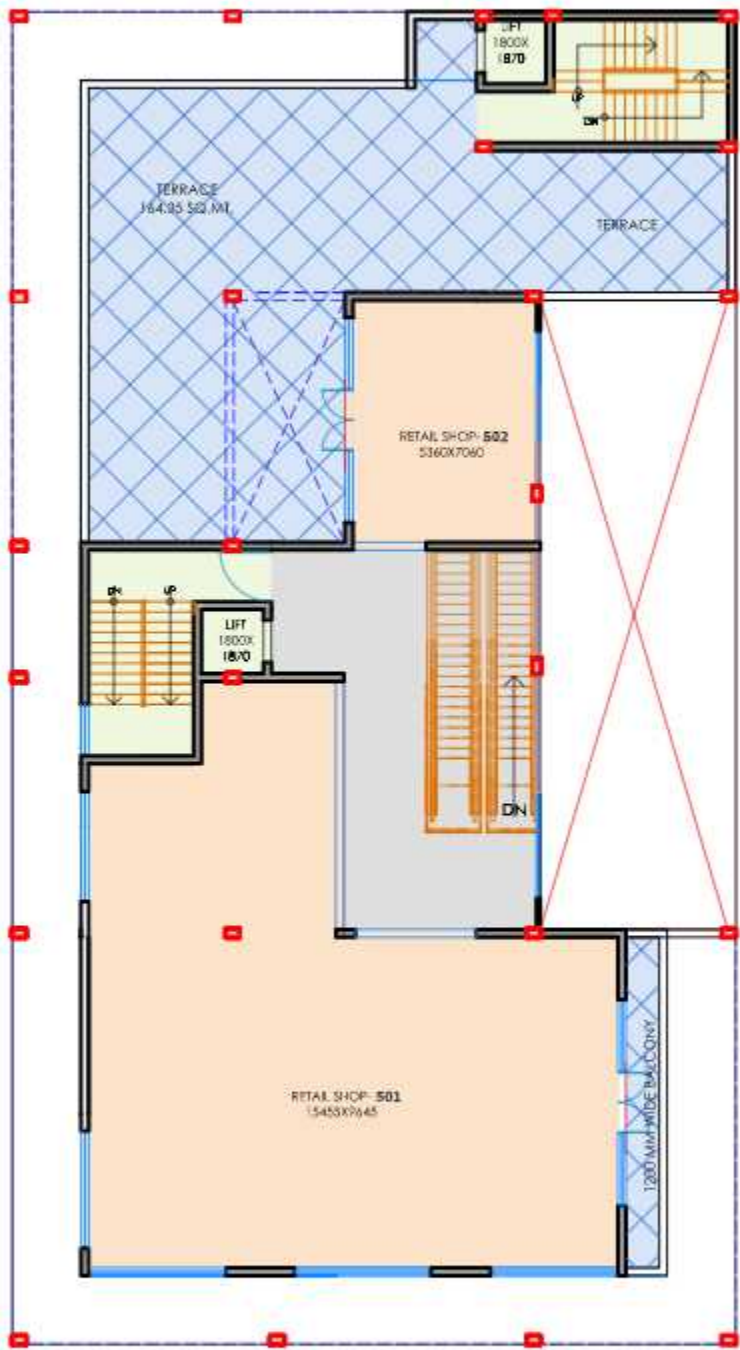 LIFT
1800X
1870
UP
DN
TERRACE
164.85 SQ.MT.
TERRACE
RETAIL SHOP- 502
5360X7060
DN
UP
LIFT
1800X
1870
DN
RETAIL SHOP- 501
15455X9645
1200 MM WIDE BALCONY